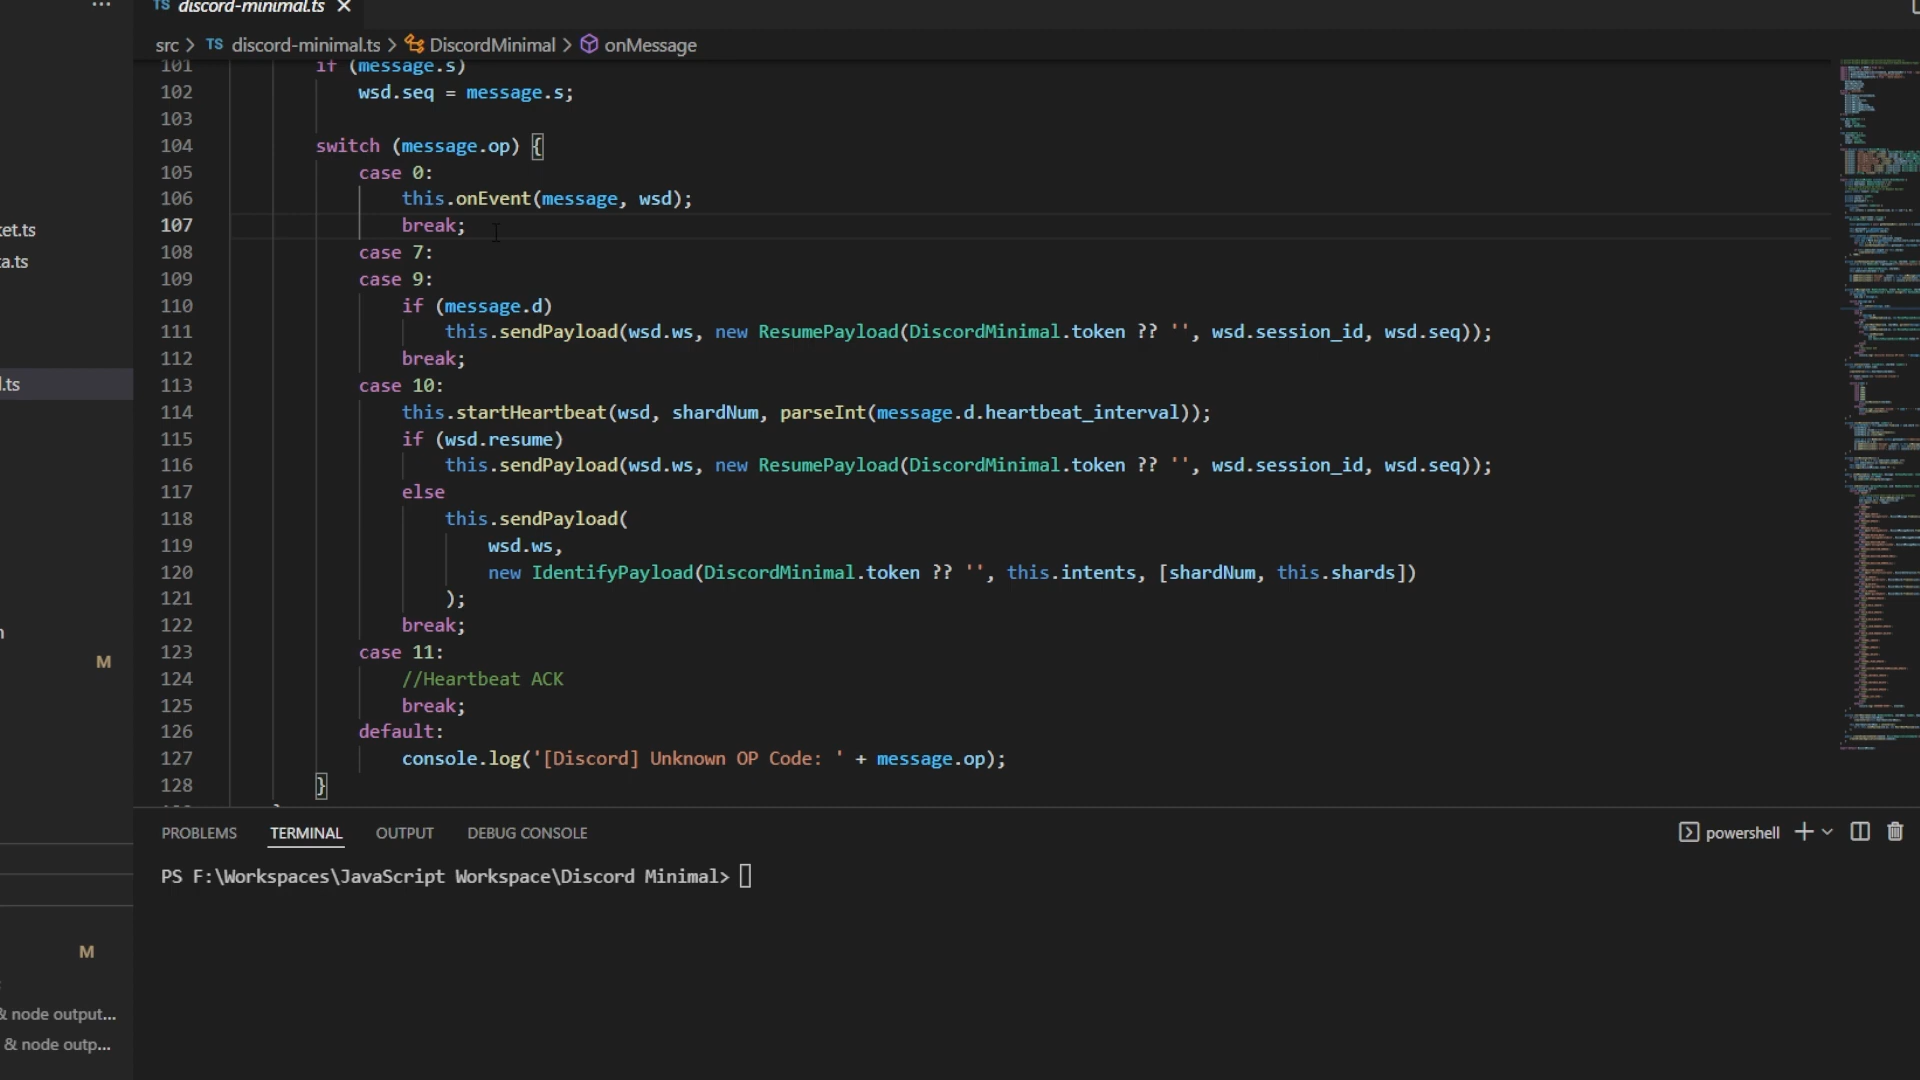 TS discord-minimal.ts ×
src > TS discord-minimal.ts > DiscordMinimal > onMessage
101 if (message.s)
102 wsd.seq = message.s;
103
104 switch (message.op) {
105 case 0:
106 this.onEvent(message, wsd);
107 break;
108 case 7:
109 case 9:
110 if (message.d)
111 this.sendPayload(wsd.ws, new ResumePayload(DiscordMinimal.token ?? '', wsd.session_id, wsd.seq));
112 break;
113 case 10:
114 this.startHeartbeat(wsd, shardNum, parseInt(message.d.heartbeat_interval));
115 if (wsd.resume)
116 this.sendPayload(wsd.ws, new ResumePayload(DiscordMinimal.token ?? '', wsd.session_id, wsd.seq));
117 else
118 this.sendPayload(
119 wsd.ws,
120 new IdentifyPayload(DiscordMinimal.token ?? '', this.intents, [shardNum, this.shards])
121 );
122 break;
123 case 11:
124 //Heartbeat ACK
125 break;
126 default:
127 console.log('[Discord] Unknown OP Code: ' + message.op);
128 }
ket.ts
ta.ts
l.ts
n
M
M
& node output...
& node outp...
PROBLEMS TERMINAL OUTPUT DEBUG CONSOLE
powershell
PS F:\Workspaces\JavaScript Workspace\Discord Minimal>